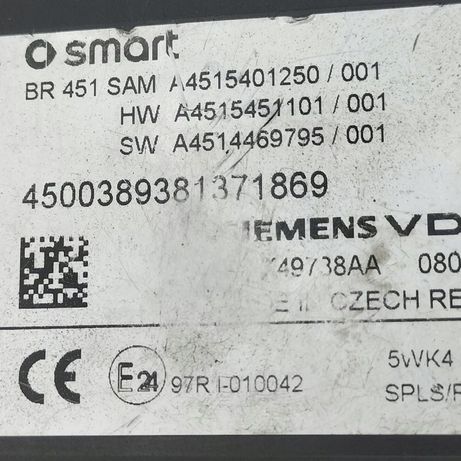 smart
BR 451 SAM A4515401250 / 001
HW A4515451101 / 001
SW A4514469795 / 001
4500389381371869
SIEMENS VD
49738AA 080
CZECH RE
CE E24 97R I-010042
5WK4
SPLS/F